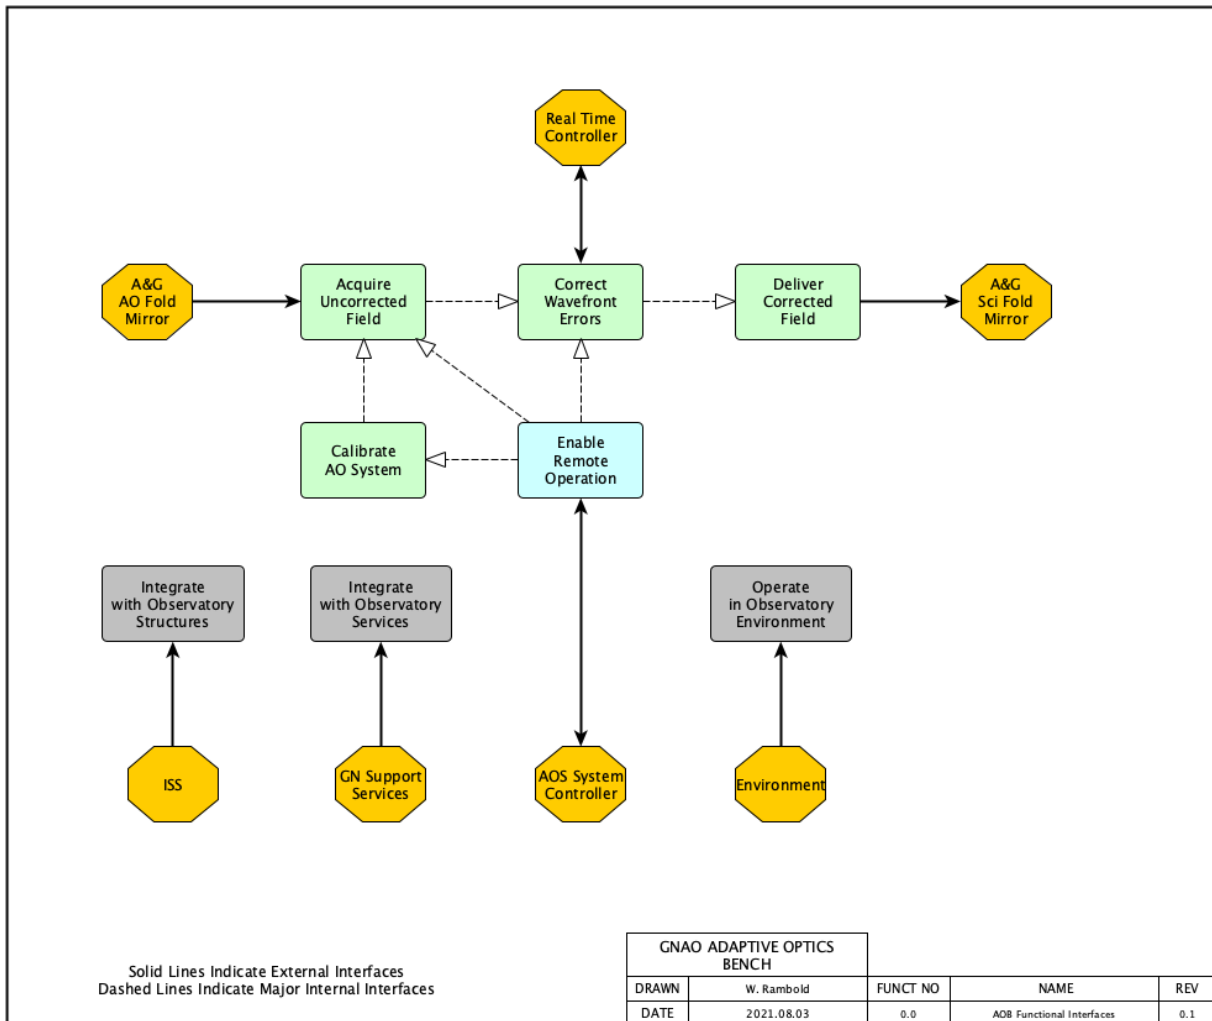 Real Time
Controller
A&G
AO Fold
Mirror
Acquire
Uncorrected
Field
Correct
Wavefront
Errors
Deliver
Corrected
Field
A&G
Sci Fold
Mirror
Calibrate
AO System
Enable
Remote
Operation
Integrate
with Observatory
Structures
Integrate
with Observatory
Services
Operate
in Observatory
Environment
ISS
GN Support
Services
AOS System
Controller
Environment
Solid Lines Indicate External Interfaces
Dashed Lines Indicate Major Internal Interfaces
GNAO ADAPTIVE OPTICS
BENCH
DRAWN W. Rambold FUNCT NO NAME REV
DATE 2021.08.03 0.0 AOB Functional Interfaces 0.1